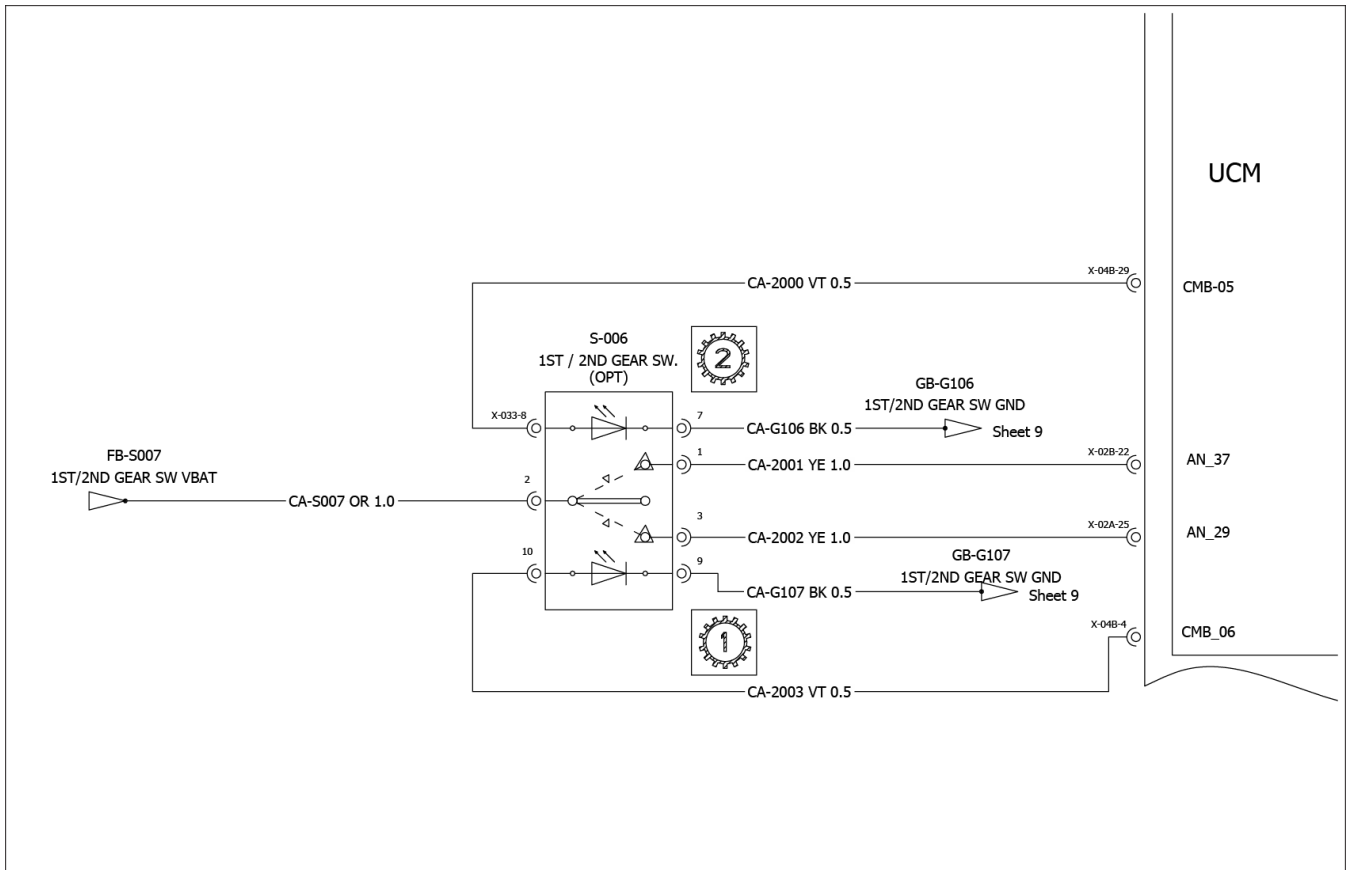 UCM
X-04B-29
CA-2000 VT 0.5
CMB-05
S-006
1ST / 2ND GEAR SW.
(OPT)
2
GB-G106
1ST/2ND GEAR SW GND
X-033-8
7
CA-G106 BK 0.5
Sheet 9
FB-S007
1ST/2ND GEAR SW VBAT
1
CA-2001 YE 1.0
X-02B-22
AN_37
2
CA-S007 OR 1.0
3
CA-2002 YE 1.0
X-02A-25
AN_29
10
9
GB-G107
1ST/2ND GEAR SW GND
CA-G107 BK 0.5
Sheet 9
1
X-04B-4
CMB_06
CA-2003 VT 0.5